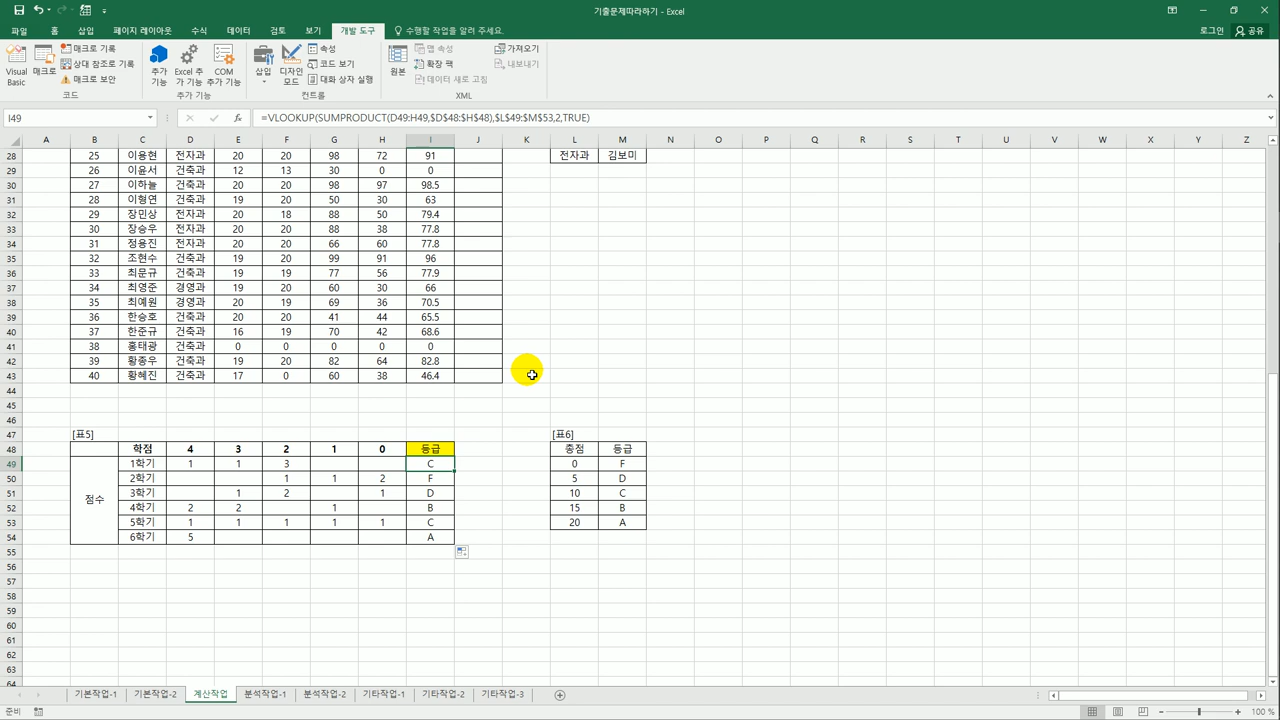 기출문제따라하기 - Excel
파일 홈 삽입 페이지 레이아웃 수식 데이터 검토 보기 개발 도구 수행할 작업을 알려 주세요. 로그인 공유
Visual Basic 매크로 매크로 기록 상대 참조로 기록 매크로 보안 추가 기능 Excel 추가 기능 COM 추가 기능 삽입 디자인 모드 속성 코드 보기 대화 상자 실행 원본 맵 속성 확장 팩 데이터 새로 고침 가져오기 내보내기
코드 추가 기능 컨트롤 XML
I49 =VLOOKUP(SUMPRODUCT(D49:H49,$D$48:$H$48),$L$49:$M$53,2,TRUE)
A B C D E F G H I J K L M N O P Q R S T U V W X Y Z
28 25 이용현 전자과 20 20 98 72 91 전자과 김보미
29 26 이윤서 건축과 12 13 30 0 0
30 27 이하늘 건축과 20 20 98 97 98.5
31 28 이형연 건축과 19 20 50 30 63
32 29 장민상 전자과 20 18 88 50 79.4
33 30 장승우 전자과 20 20 88 38 77.8
34 31 정용진 전자과 20 20 66 60 77.8
35 32 조현수 건축과 19 20 99 91 96
36 33 최문규 건축과 19 19 77 56 77.9
37 34 최영준 경영과 19 20 60 30 66
38 35 최예원 경영과 20 19 69 36 70.5
39 36 한승호 건축과 20 20 41 44 65.5
40 37 한준규 건축과 16 19 70 42 68.6
41 38 홍태광 건축과 0 0 0 0 0
42 39 황종우 건축과 19 20 82 64 82.8
43 40 황혜진 건축과 17 0 60 38 46.4
44
45
46
47 [표5] [표6]
48 학점 4 3 2 1 0 등급 총점 등급
49 1학기 1 1 3 C 0 F
50 2학기 1 1 2 F 5 D
51 점수 3학기 1 2 1 D 10 C
52 4학기 2 2 1 B 15 B
53 5학기 1 1 1 1 1 C 20 A
54 6학기 5 A
55
56
57
58
59
60
61
62
63
64
기본작업-1 기본작업-2 계산작업 분석작업-1 분석작업-2 기타작업-1 기타작업-2 기타작업-3
준비 100 %